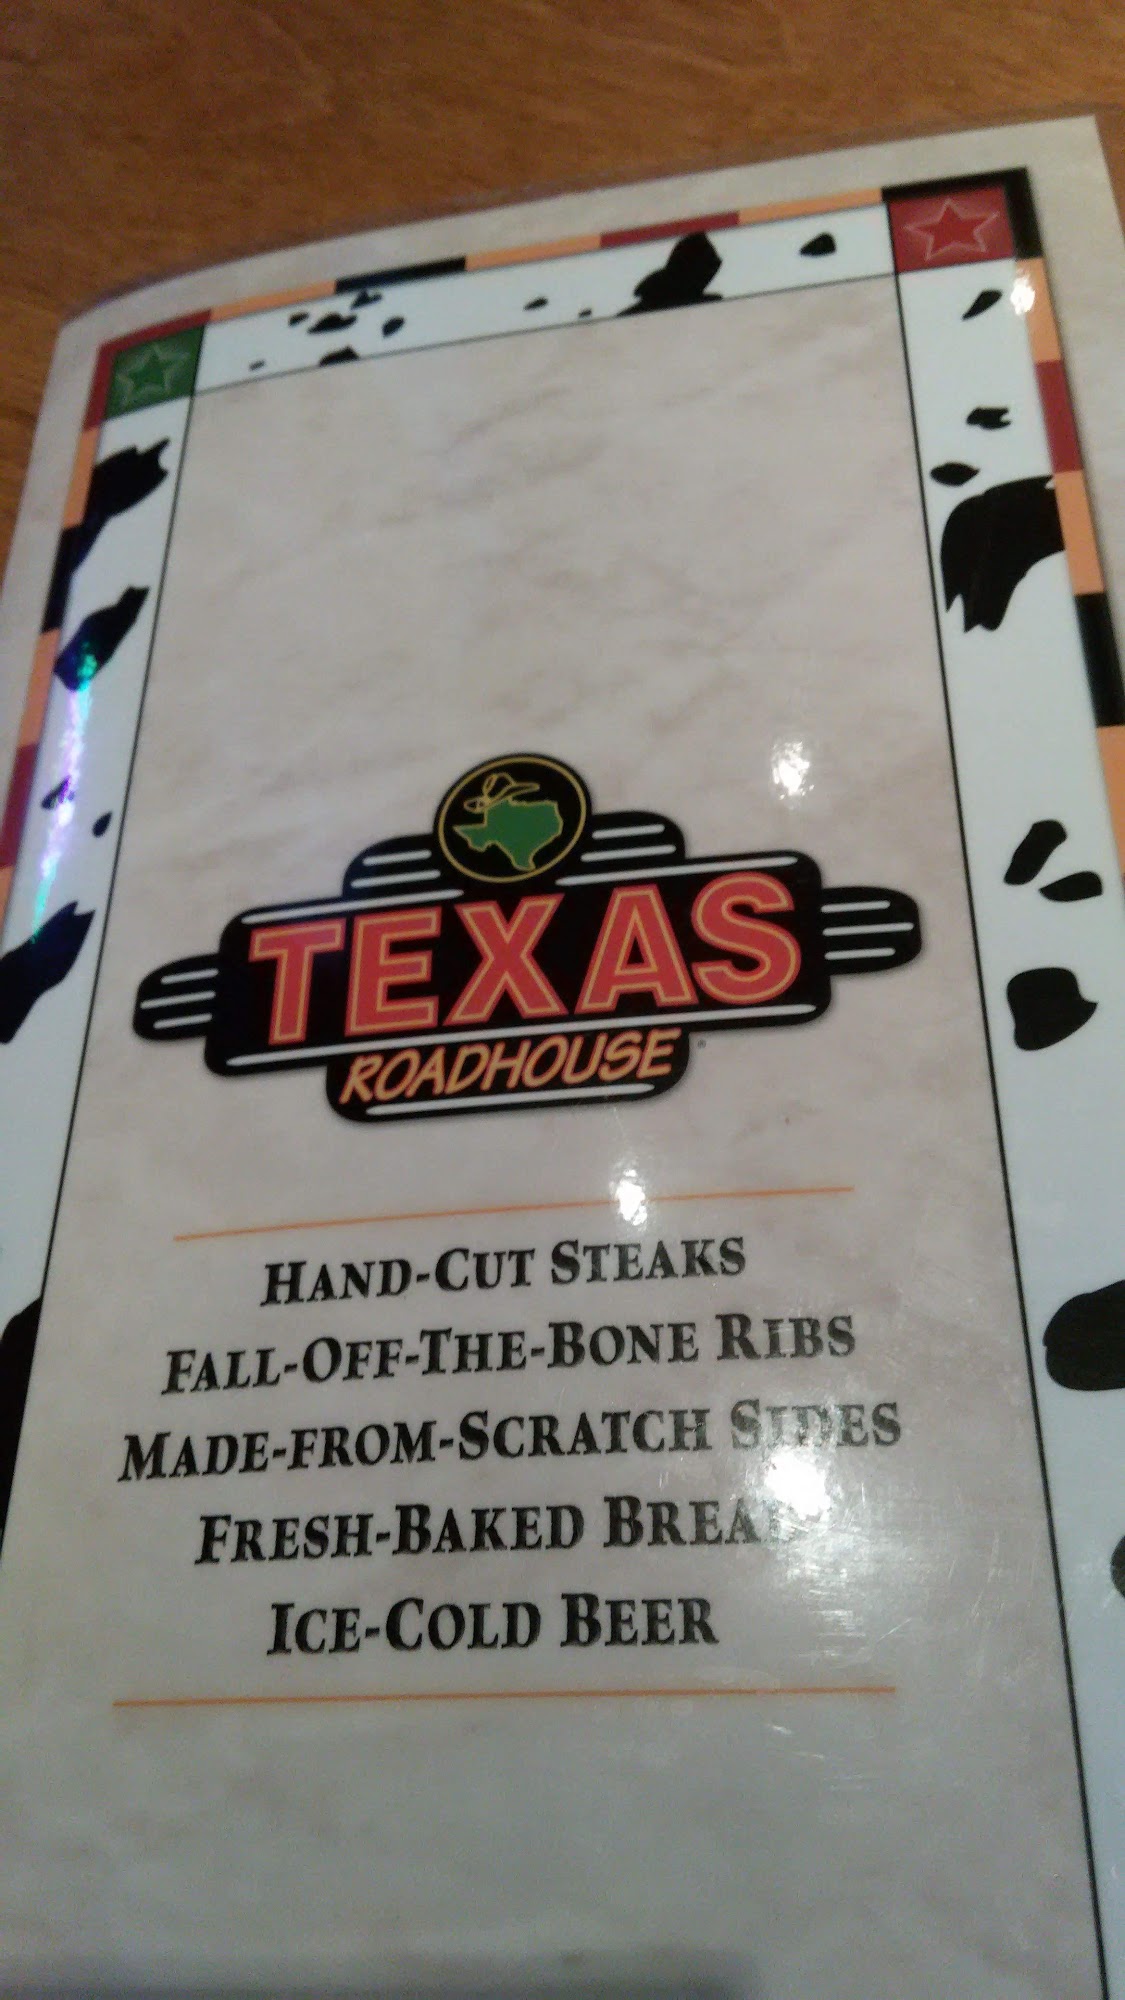 TEXAS
ROADHOUSE
HAND-CUT STEAKS
FALL-OFF-THE-BONE RIBS
MADE-FROM-SCRATCH SIDES
FRESH-BAKED BREAD
ICE-COLD BEER